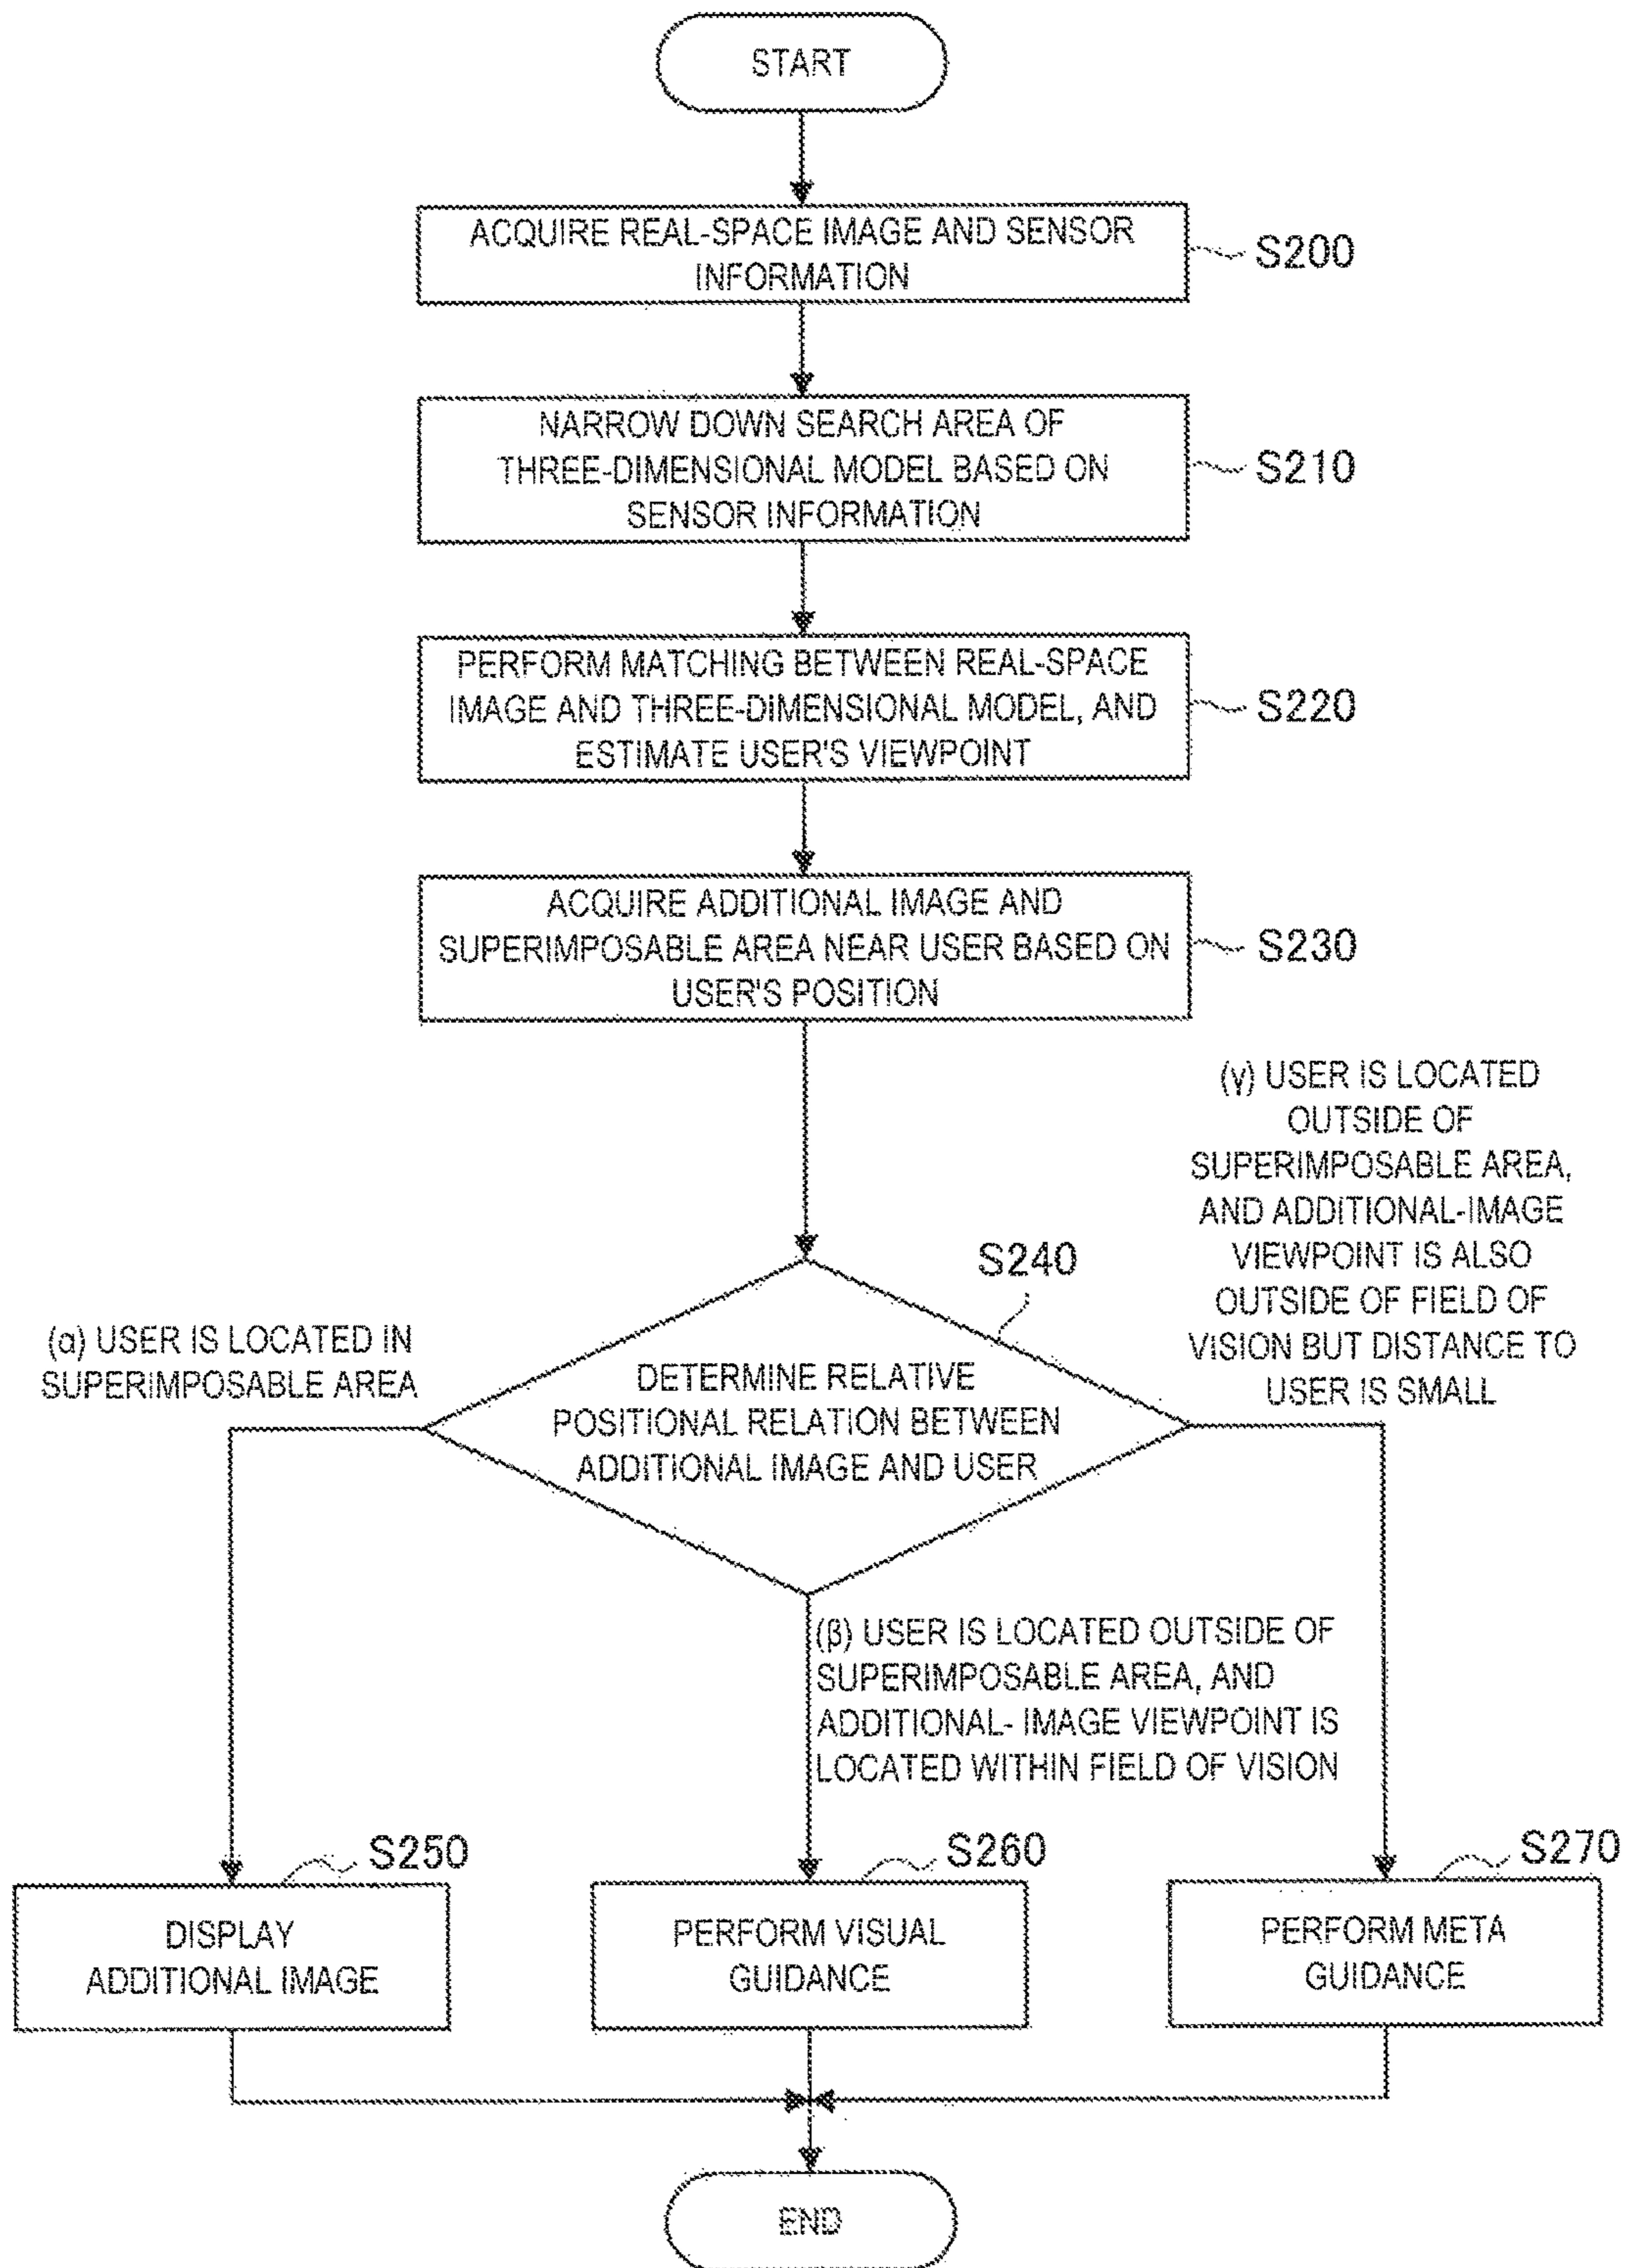 START
ACQUIRE REAL-SPACE IMAGE AND SENSOR
INFORMATION
S200
NARROW DOWN SEARCH AREA OF
THREE-DIMENSIONAL MODEL BASED ON
SENSOR INFORMATION
S210
PERFORM MATCHING BETWEEN REAL-SPACE
IMAGE AND THREE-DIMENSIONAL MODEL, AND
ESTIMATE USER'S VIEWPOINT
S220
ACQUIRE ADDITIONAL IMAGE AND
SUPERIMPOSABLE AREA NEAR USER BASED ON
USER'S POSITION
S230
S240
DETERMINE RELATIVE
POSITIONAL RELATION BETWEEN
ADDITIONAL IMAGE AND USER
(α) USER IS LOCATED IN
SUPERIMPOSABLE AREA
(β) USER IS LOCATED OUTSIDE OF
SUPERIMPOSABLE AREA, AND
ADDITIONAL- IMAGE VIEWPOINT IS
LOCATED WITHIN FIELD OF VISION
(γ) USER IS LOCATED
OUTSIDE OF
SUPERIMPOSABLE AREA,
AND ADDITIONAL-IMAGE
VIEWPOINT IS ALSO
OUTSIDE OF FIELD OF
VISION BUT DISTANCE TO
USER IS SMALL
S250
DISPLAY
ADDITIONAL IMAGE
S260
PERFORM VISUAL
GUIDANCE
S270
PERFORM META
GUIDANCE
END